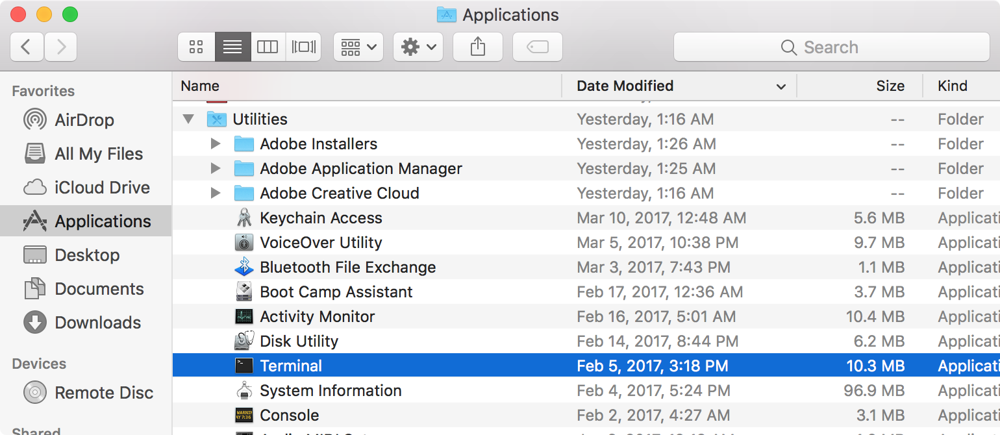 Applications
Search
Favorites
AirDrop
All My Files
iCloud Drive
Applications
Desktop
Documents
Downloads
Devices
Remote Disc
Shared
Name Date Modified Size Kind
Utilities Yesterday, 1:16 AM -- Folder
Adobe Installers Yesterday, 1:26 AM -- Folder
Adobe Application Manager Yesterday, 1:25 AM -- Folder
Adobe Creative Cloud Yesterday, 1:16 AM -- Folder
Keychain Access Mar 10, 2017, 12:48 AM 5.6 MB Applicati
VoiceOver Utility Mar 5, 2017, 10:38 PM 9.7 MB Applicati
Bluetooth File Exchange Mar 3, 2017, 7:43 PM 1.1 MB Applicati
Boot Camp Assistant Feb 17, 2017, 12:36 AM 3.7 MB Applicati
Activity Monitor Feb 16, 2017, 5:01 AM 10.4 MB Applicati
Disk Utility Feb 14, 2017, 8:44 PM 6.2 MB Applicati
Terminal Feb 5, 2017, 3:18 PM 10.3 MB Applicati
System Information Feb 4, 2017, 5:24 PM 96.9 MB Applicati
Console Feb 2, 2017, 4:27 AM 3.1 MB Applicati